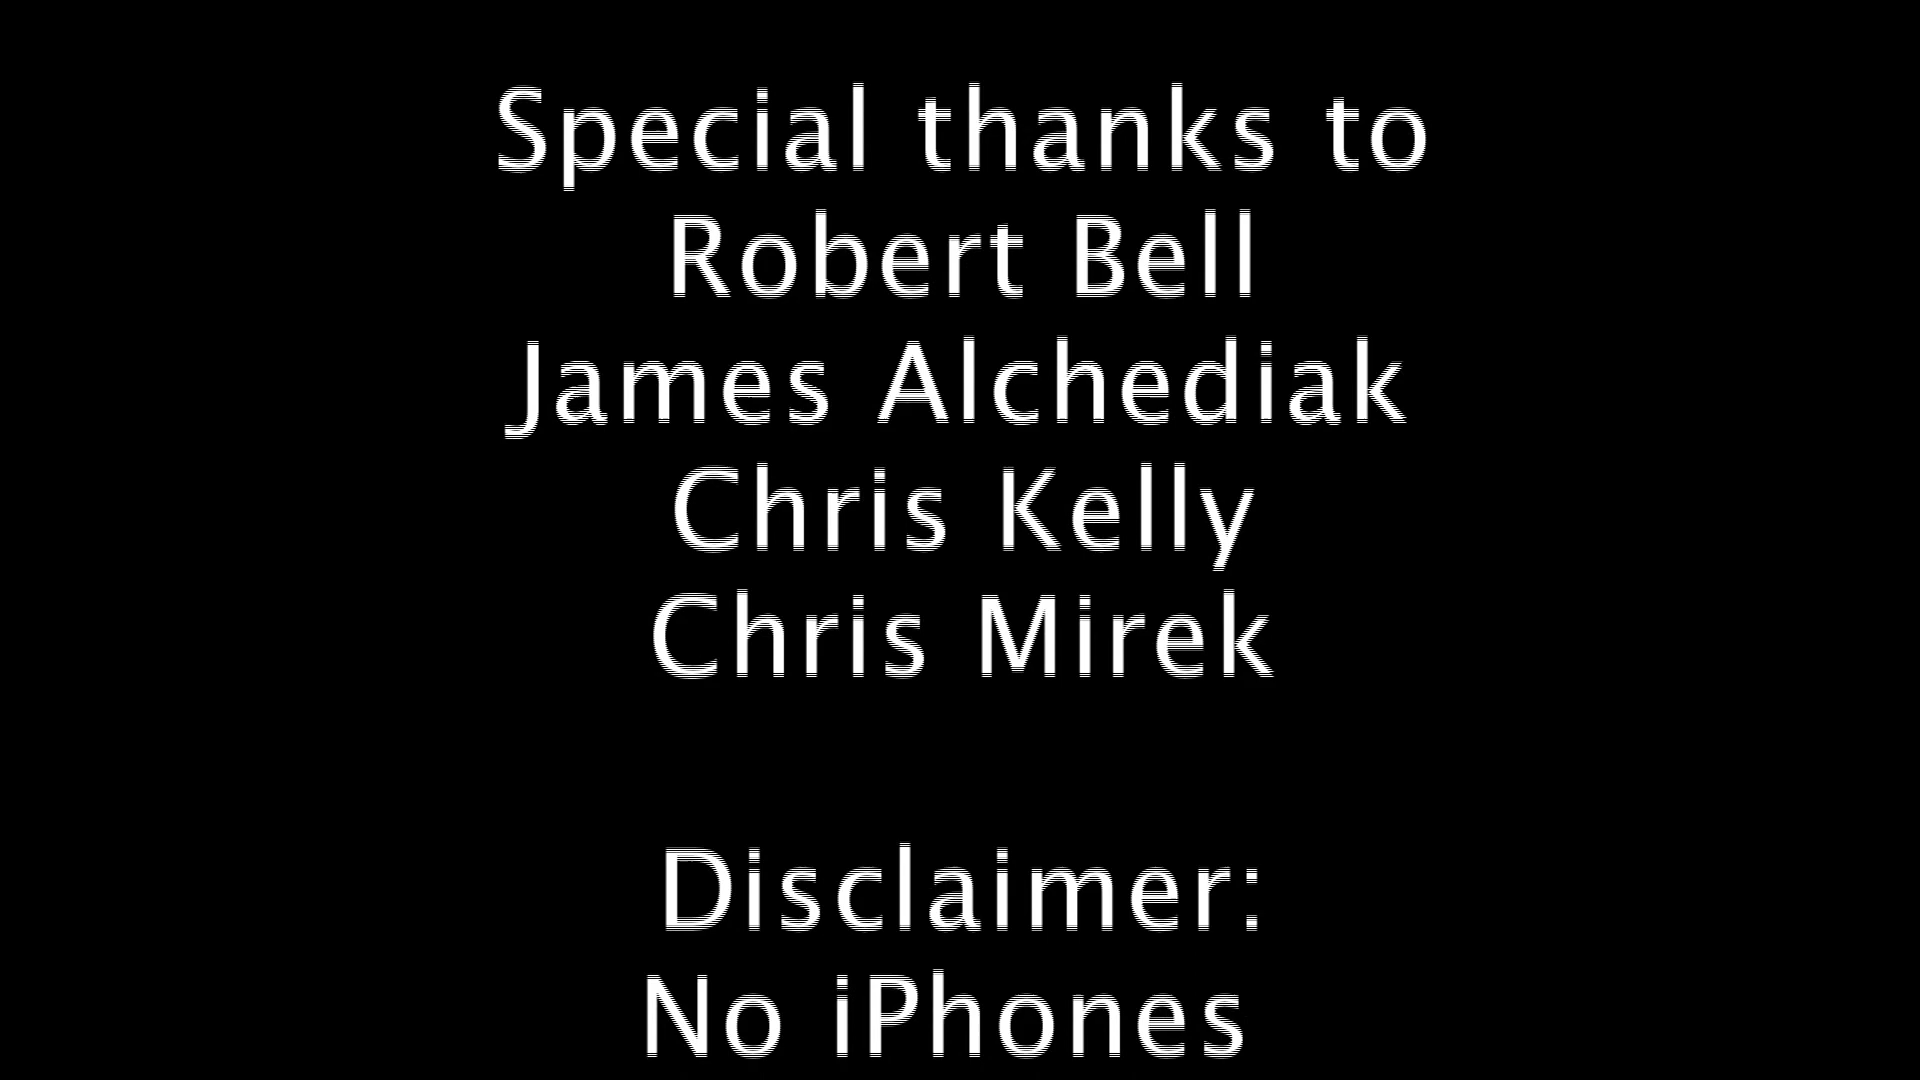 Special thanks to
Robert Bell
James Alchediak
Chris Kelly
Chris Mirek
Disclaimer:
No iPhones